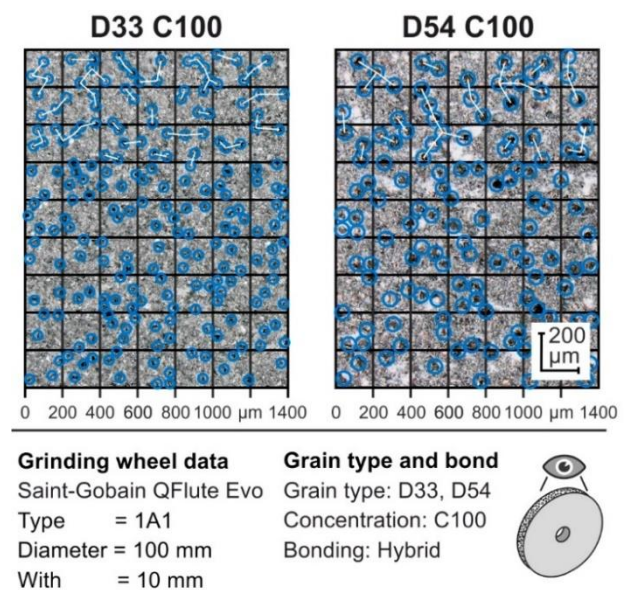 D33 C100
D54 C100
200
µm
0 200 400 600 800 1000 µm 1400
0 200 400 600 800 1000 µm 1400
Grinding wheel data
Saint-Gobain QFlute Evo
Type = 1A1
Diameter = 100 mm
With = 10 mm
Grain type and bond
Grain type: D33, D54
Concentration: C100
Bonding: Hybrid